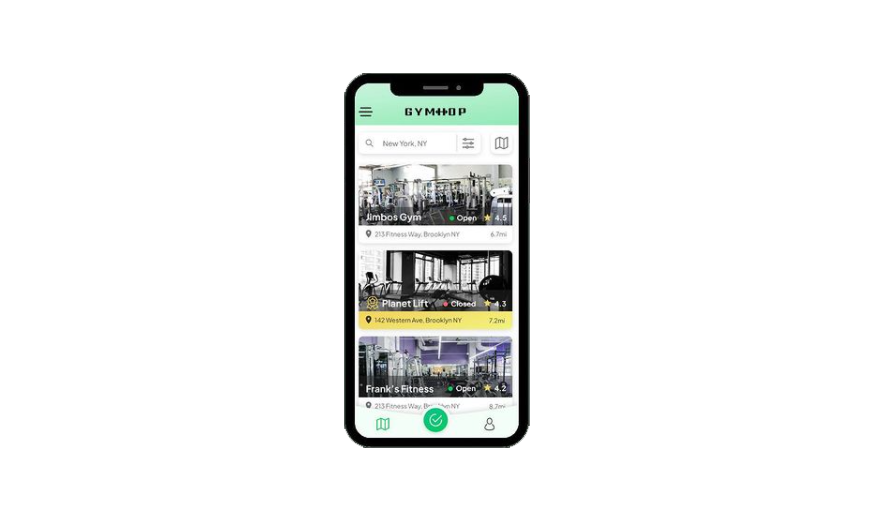 GYMHOP
New York, NY
Jimbos Gym Open 4.5
213 Fitness Way, Brooklyn NY 6.7mi
Planet Lift Closed 4.3
142 Western Ave, Brooklyn NY 7.2mi
Frank's Fitness Open 4.2
213 Fitness Way, Brooklyn NY 8.7mi